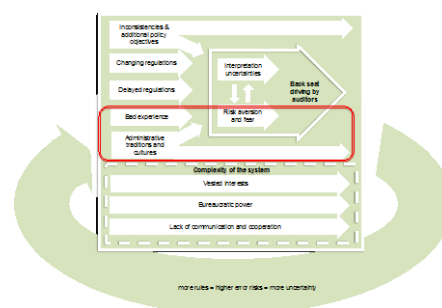 Inconsistencies &
additional policy
objectives
Changing regulations
Delayed regulations
Bad experience
Administrative
traditions and
cultures
Interpretation
uncertainties
Risk aversion
and fear
Back seat
driving by
auditors
Complexity of the system
Vested interests
Bureaucratic power
Lack of communication and cooperation
more rules = higher error risks = more uncertainty